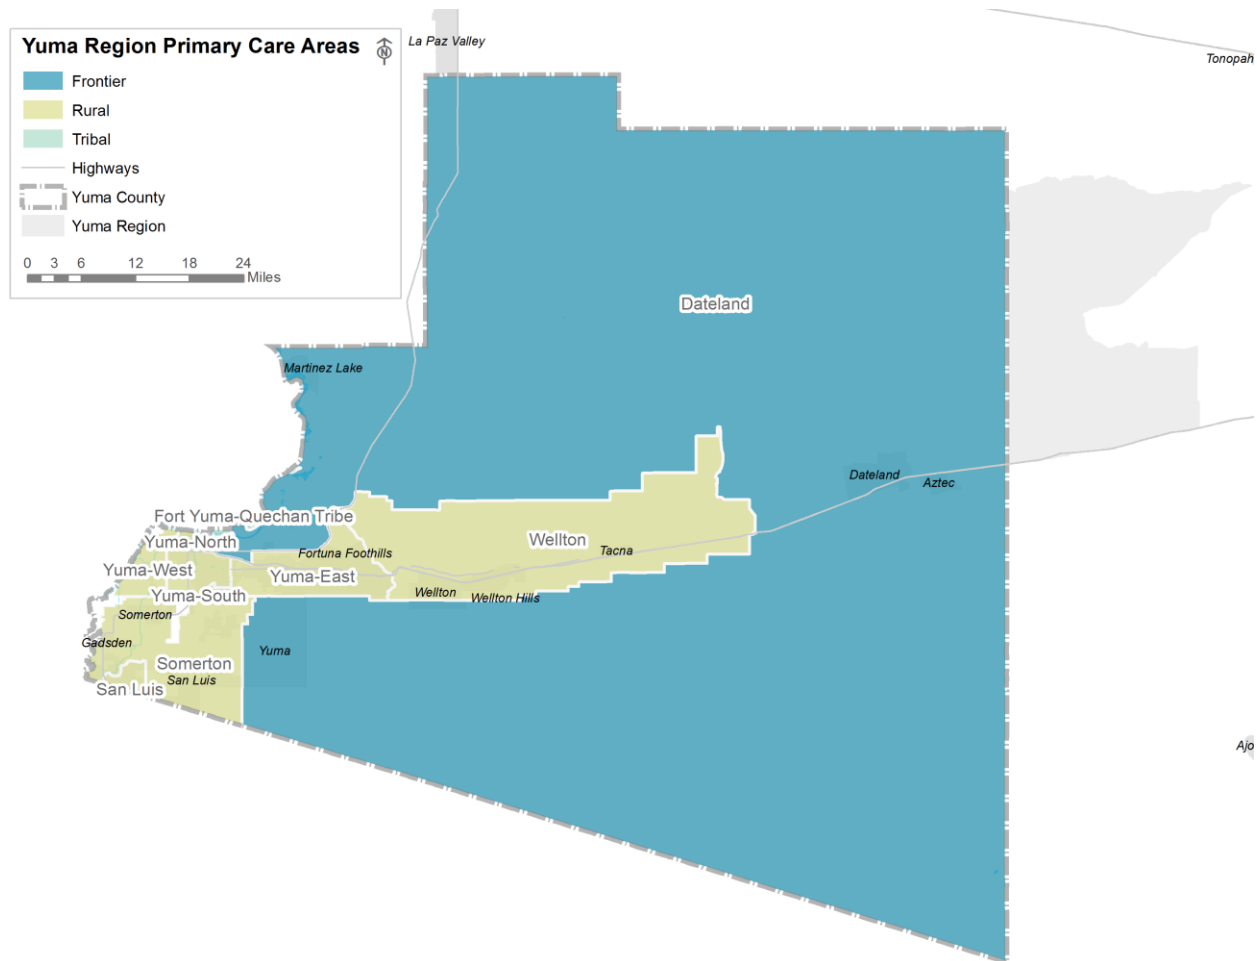 La Paz Valley
Yuma Region Primary Care Areas
N
Tonopah
Frontier
Rural
Tribal
Highways
Yuma County
Yuma Region
0 3 6 12 18 24
Miles
Dateland
Martinez Lake
Dateland
Aztec
Fort Yuma-Quechan Tribe
Yuma-North
Wellton
Fortuna Foothills
Tacna
Yuma-West
Yuma-East
Wellton
Yuma-South
Wellton Hills
Somerton
Gadsden
Yuma
Somerton
San Luis
San Luis
Ajo